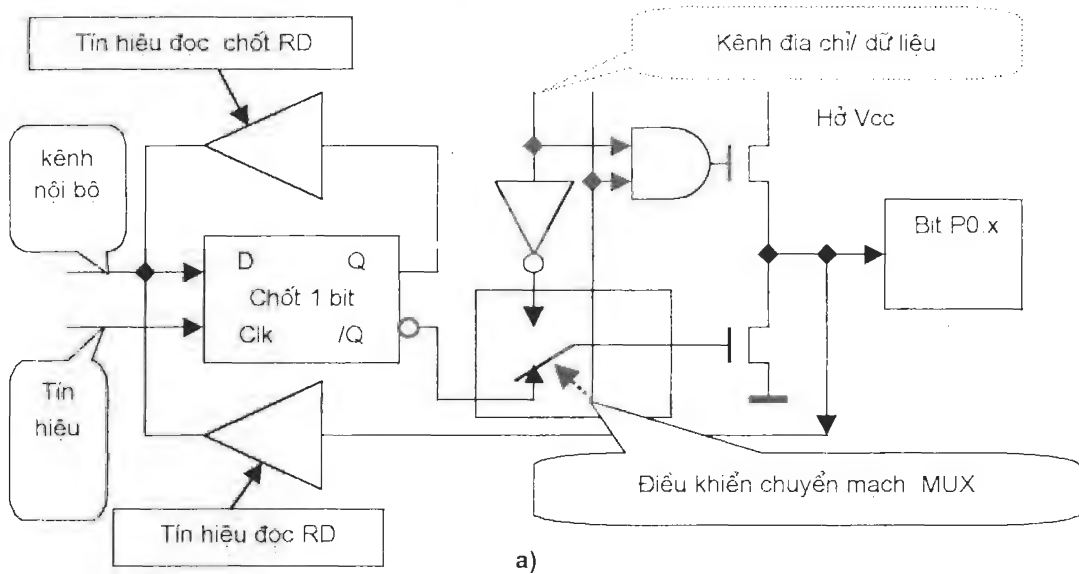 Tín hiệu đọc chốt RD
Kênh đia chỉ/ dữ liệu
Hở Vcc
kênh
nội bộ
Bit P0.x
D Q
Chốt 1 bit
Clk /Q
Tín
hiệu
Điều khiển chuyển mạch MUX
Tín hiệu đọc RD
a)